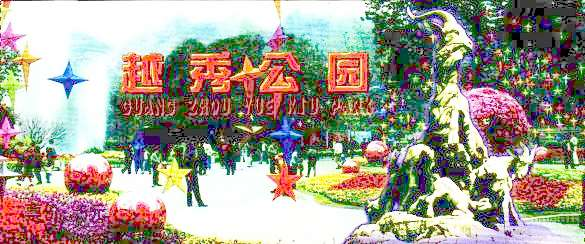 越秀公园
GUANG ZHOU YUE XIU PARK